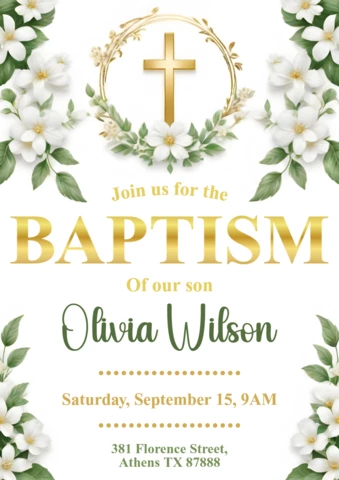 Join us for the
BAPTISM
Of our son
Olivia Wilson
Saturday, September 15, 9AM
381 Florence Street,
Athens TX 87888